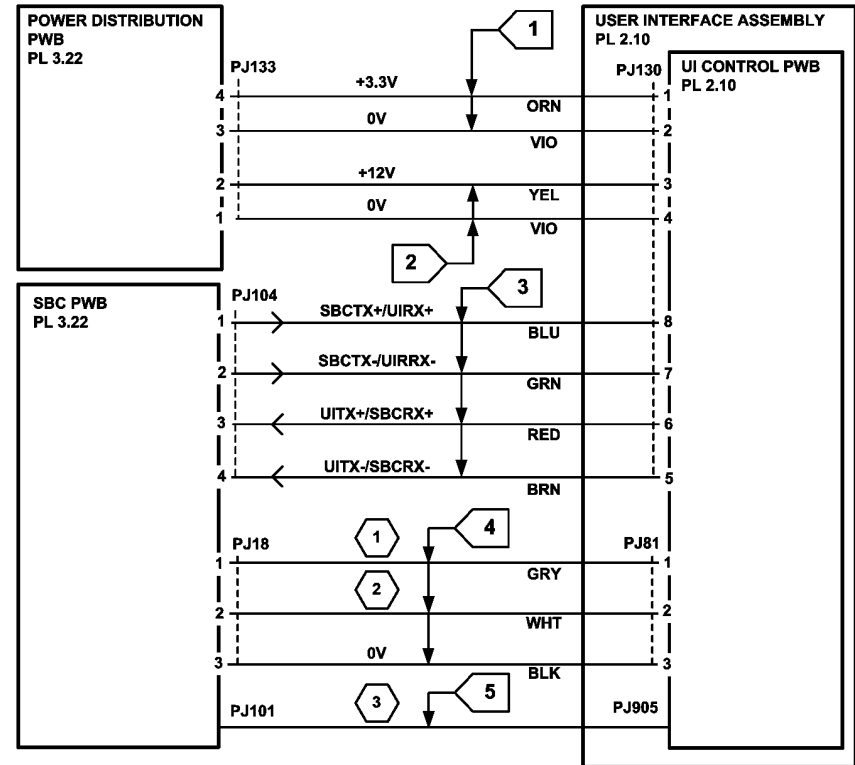 POWER DISTRIBUTION
PWB
PL 3.22
USER INTERFACE ASSEMBLY
PL 2.10
UI CONTROL PWB
PL 2.10
1
PJ133
PJ130
+3.3V
4
ORN
1
0V
3
VIO
2
+12V
2
YEL
3
0V
1
VIO
4
2
SBC PWB
PL 3.22
PJ104
3
SBCTX+/UIRX+
1
BLU
8
SBCTX-/UIRRX-
2
GRN
7
UITX+/SBCRX+
3
RED
6
UITX-/SBCRX-
4
BRN
5
PJ18
1
4
PJ81
1
GRY
1
2
2
WHT
2
0V
3
BLK
3
PJ101
3
5
PJ905